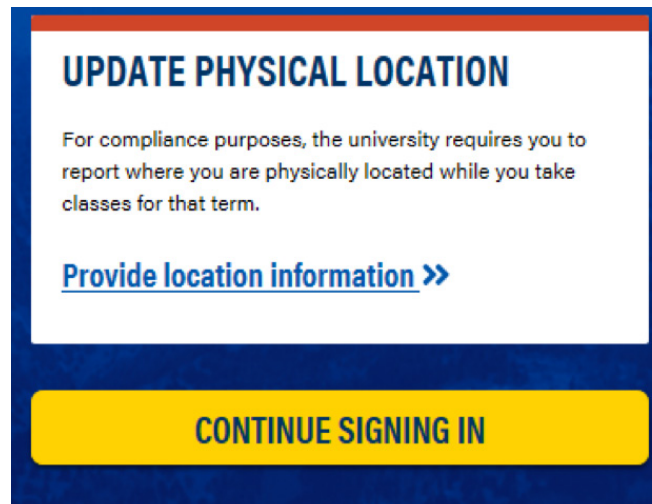 UPDATE PHYSICAL LOCATION
For compliance purposes, the university requires you to
report where you are physically located while you take
classes for that term.
Provide location information »
CONTINUE SIGNING IN